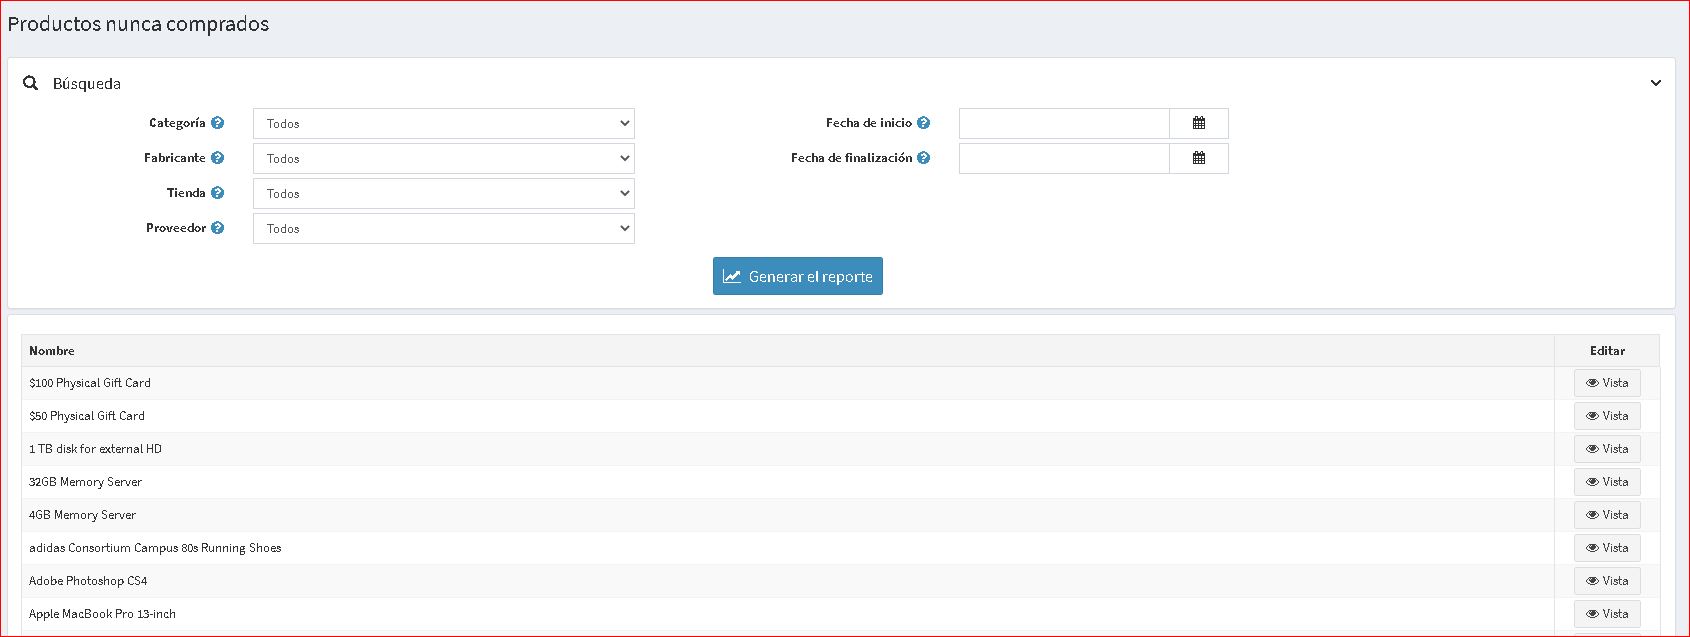 Productos nunca comprados
Búsqueda
Categoría Todos Fecha de inicio
Fabricante Todos Fecha de finalización
Tienda Todos
Proveedor Todos
Generar el reporte
Nombre Editar
$100 Physical Gift Card Vista
$50 Physical Gift Card Vista
1 TB disk for external HD Vista
32GB Memory Server Vista
4GB Memory Server Vista
adidas Consortium Campus 80s Running Shoes Vista
Adobe Photoshop CS4 Vista
Apple MacBook Pro 13-inch Vista